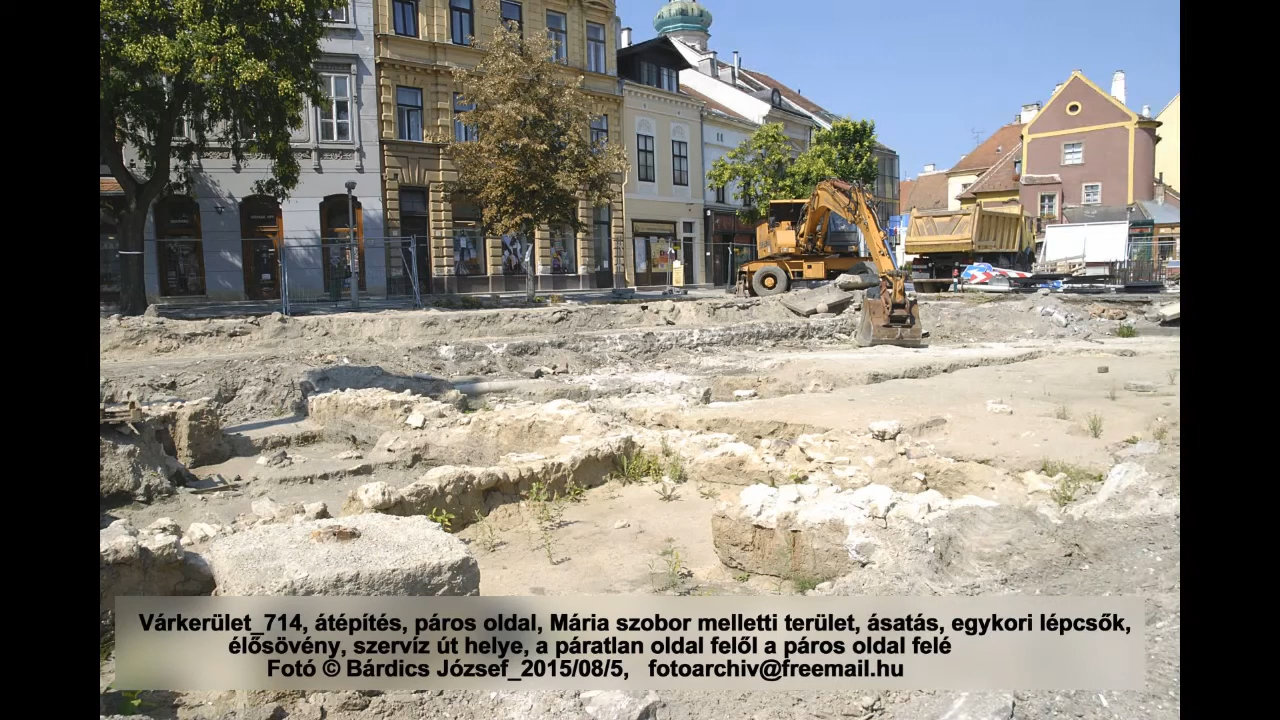 Várkerület_714, átépítés, páros oldal, Mária szobor melletti terület, ásatás, egykori lépcsők,
élősövény, szervíz út helye, a páratlan oldal felől a páros oldal felé
Fotó © Bárdics József_2015/08/5, fotoarchiv@freemail.hu